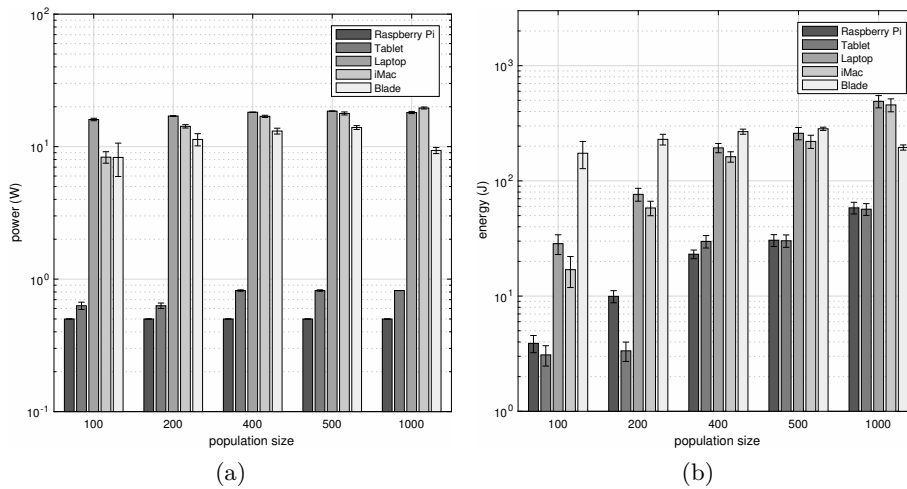 10^2
10^1
10^0
10^-1
power (W)
Raspberry Pi
Tablet
Laptop
iMac
Blade
100 200 400 500 1000
population size
(a)
10^3
10^2
10^1
10^0
energy (J)
Raspberry Pi
Tablet
Laptop
iMac
Blade
100 200 400 500 1000
population size
(b)